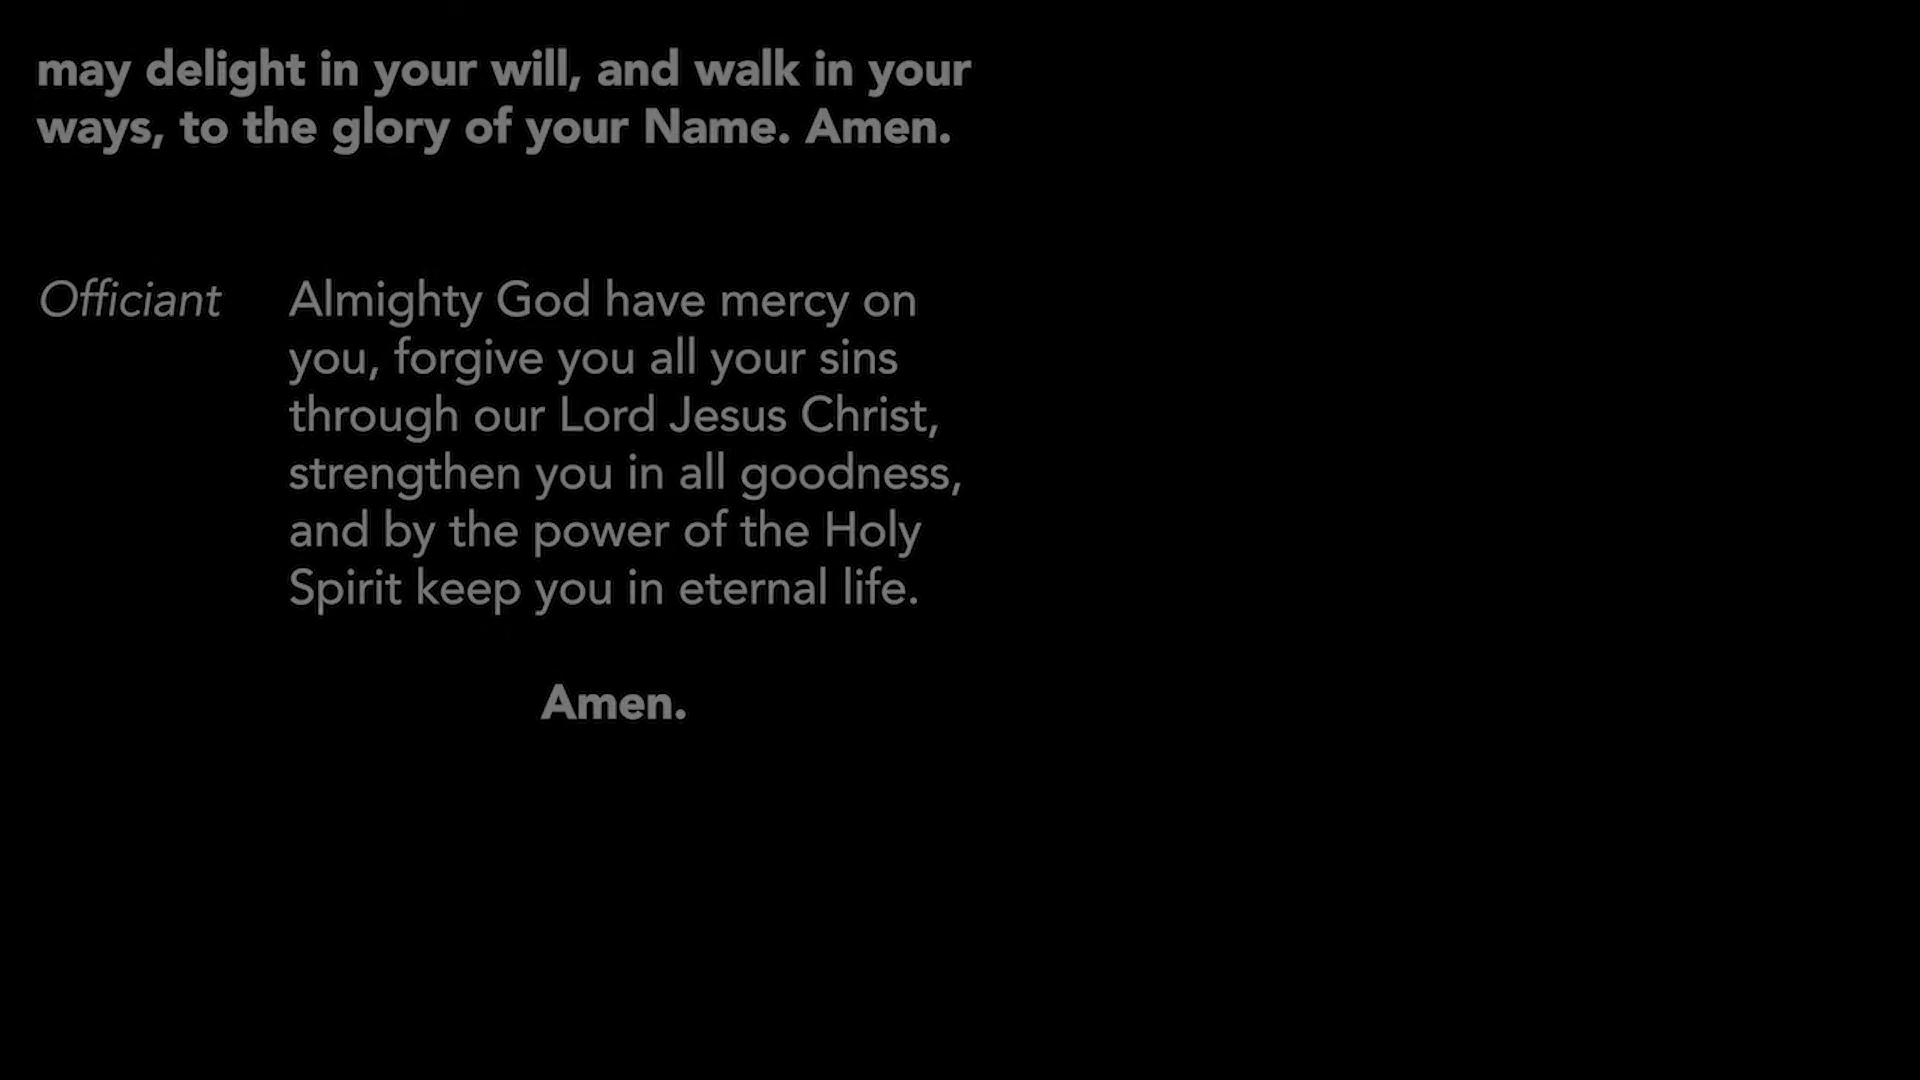 may delight in your will, and walk in your
ways, to the glory of your Name. Amen.
Officiant Almighty God have mercy on
you, forgive you all your sins
through our Lord Jesus Christ,
strengthen you in all goodness,
and by the power of the Holy
Spirit keep you in eternal life.
Amen.